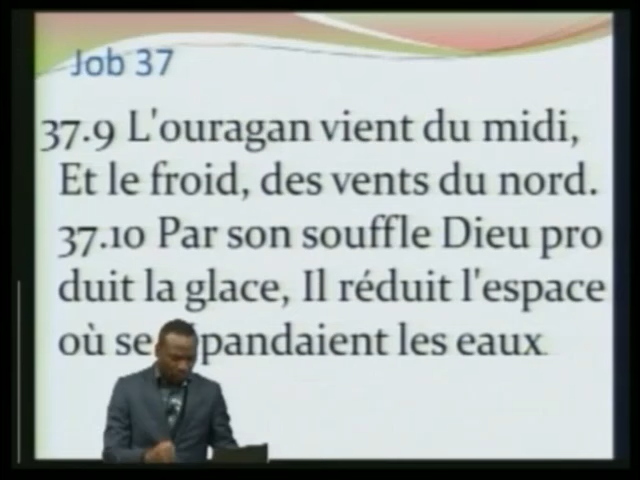 Job 37
37.9 L'ouragan vient du midi,
Et le froid, des vents du nord.
37.10 Par son souffle Dieu pro
duit la glace, Il réduit l'espace
où se pandaient les eaux